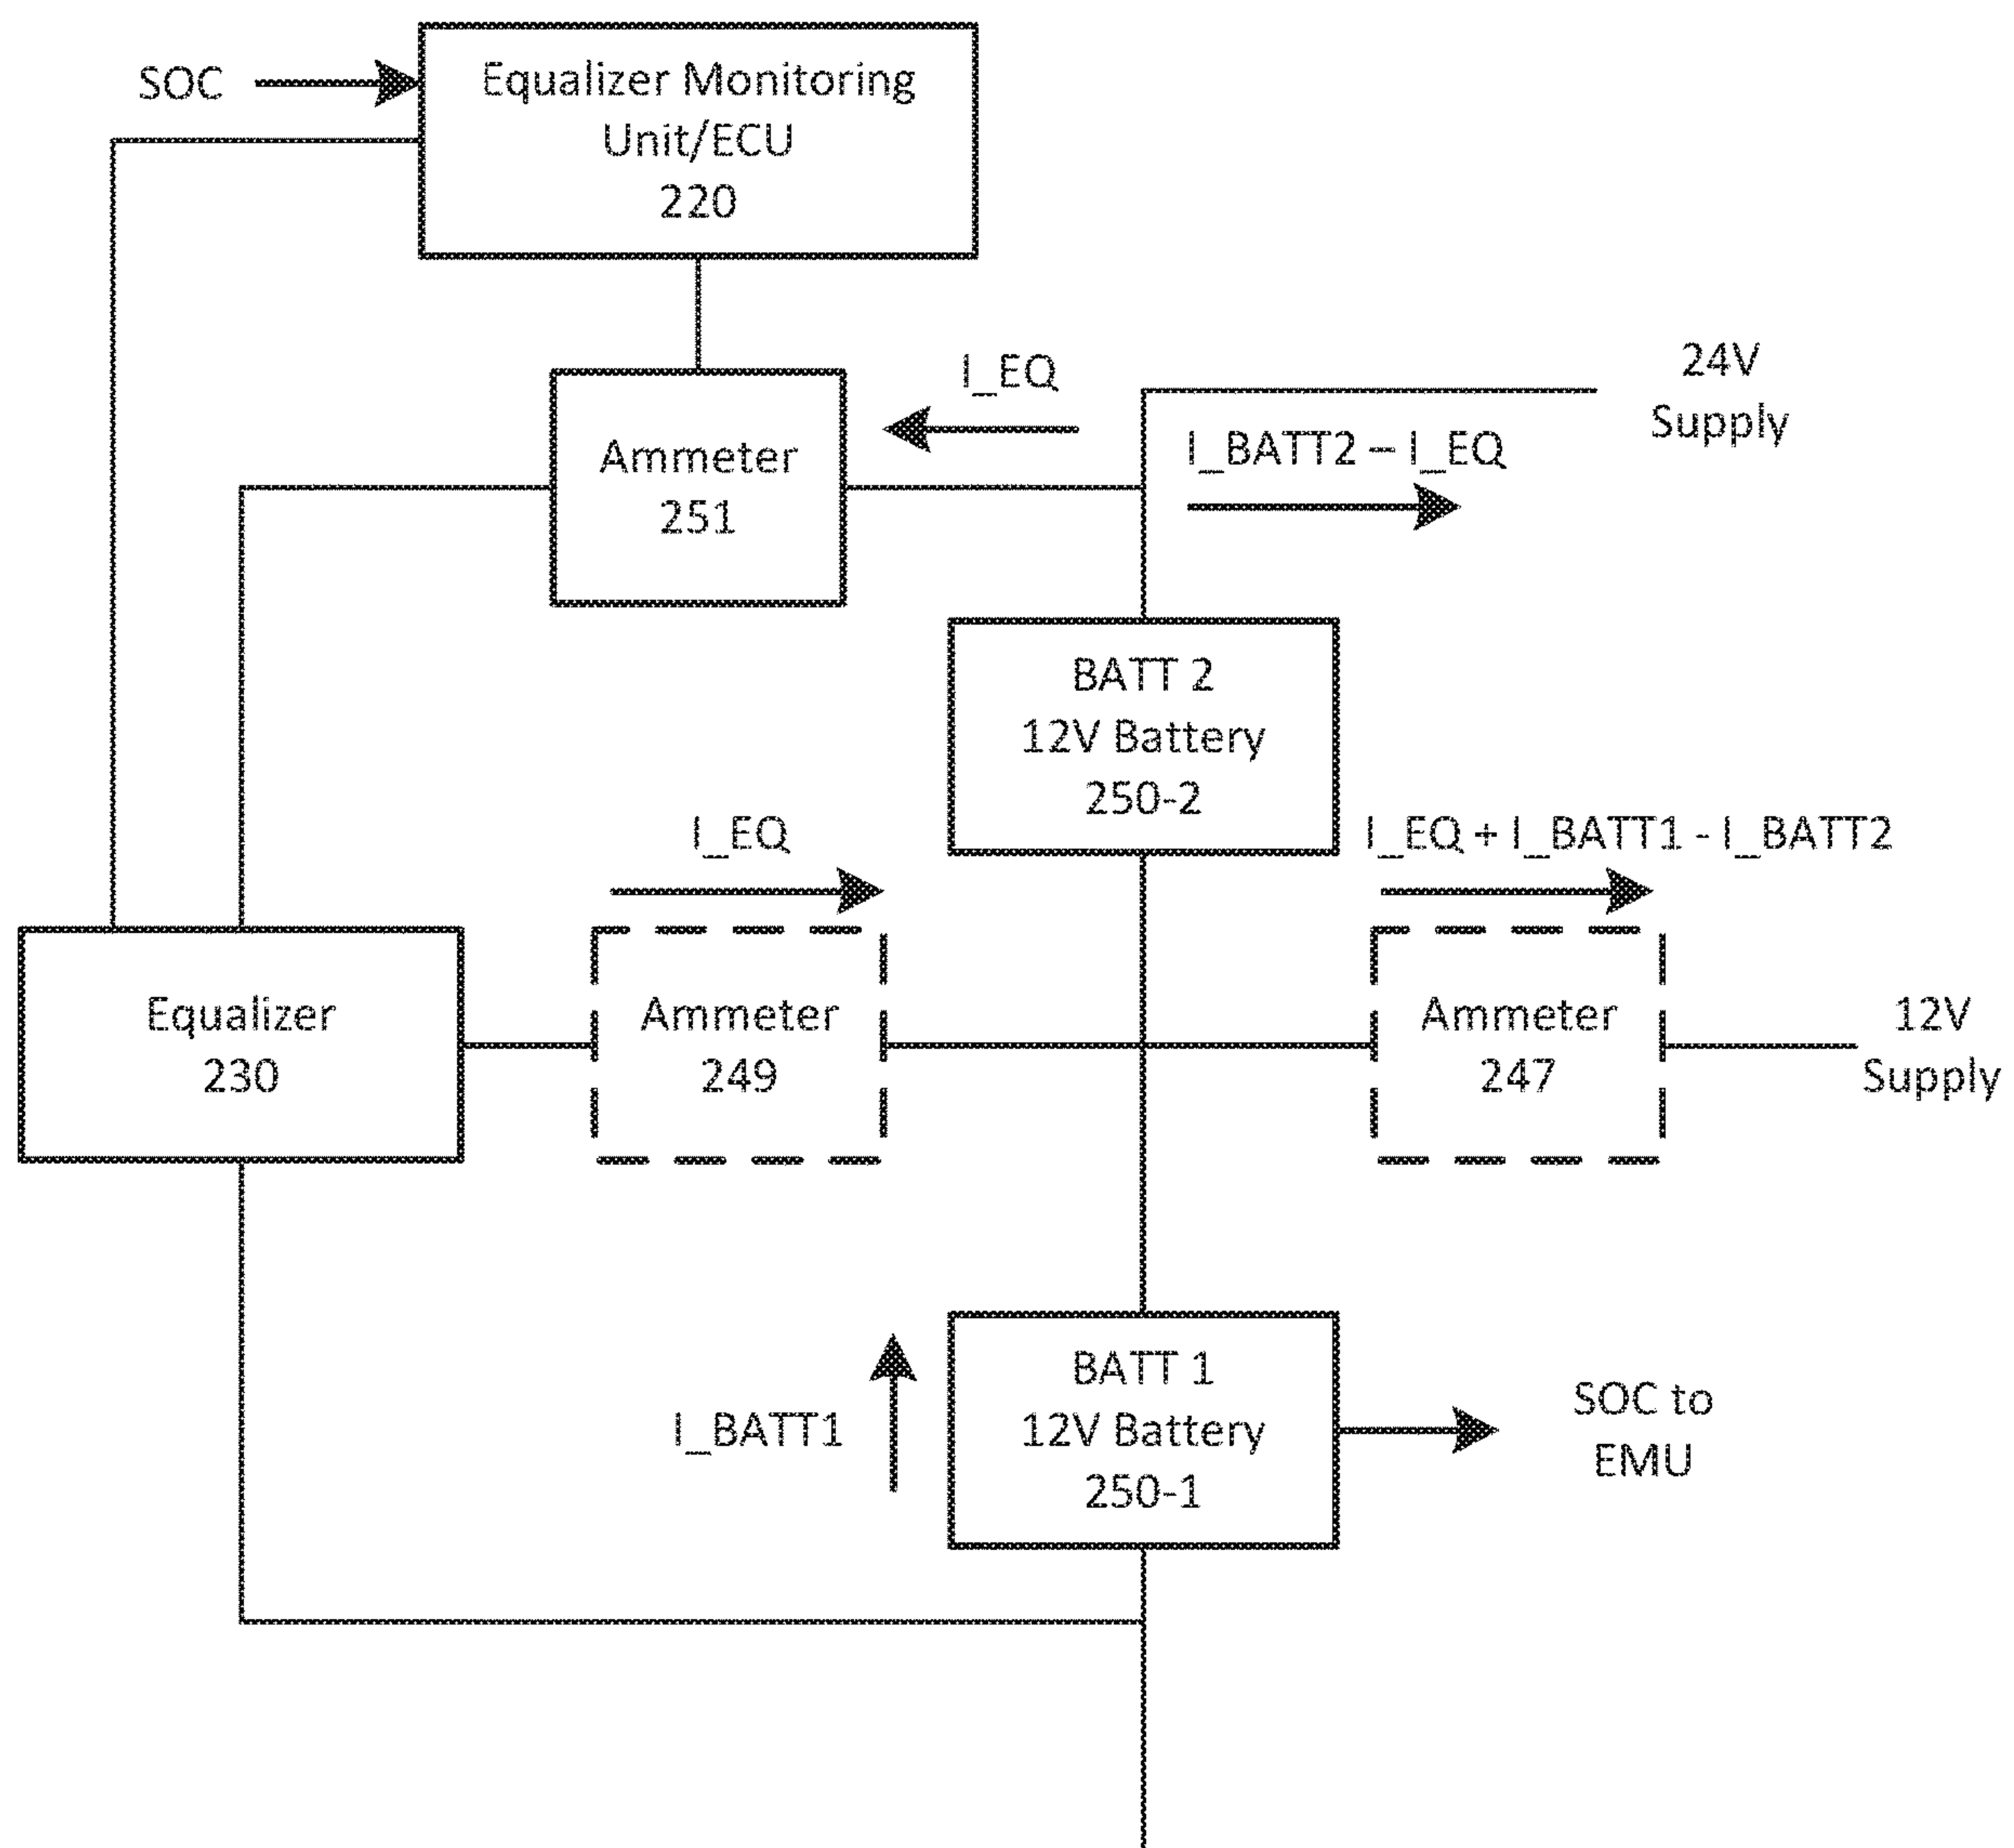 SOC
Equalizer Monitoring
Unit/ECU
220
I_EQ
24V
Supply
Ammeter
251
I_BATT2 – I_EQ
BATT 2
12V Battery
250-2
I_EQ
I_EQ + I_BATT1 - I_BATT2
Equalizer
230
Ammeter
249
Ammeter
247
12V
Supply
I_BATT1
BATT 1
12V Battery
250-1
SOC to
EMU